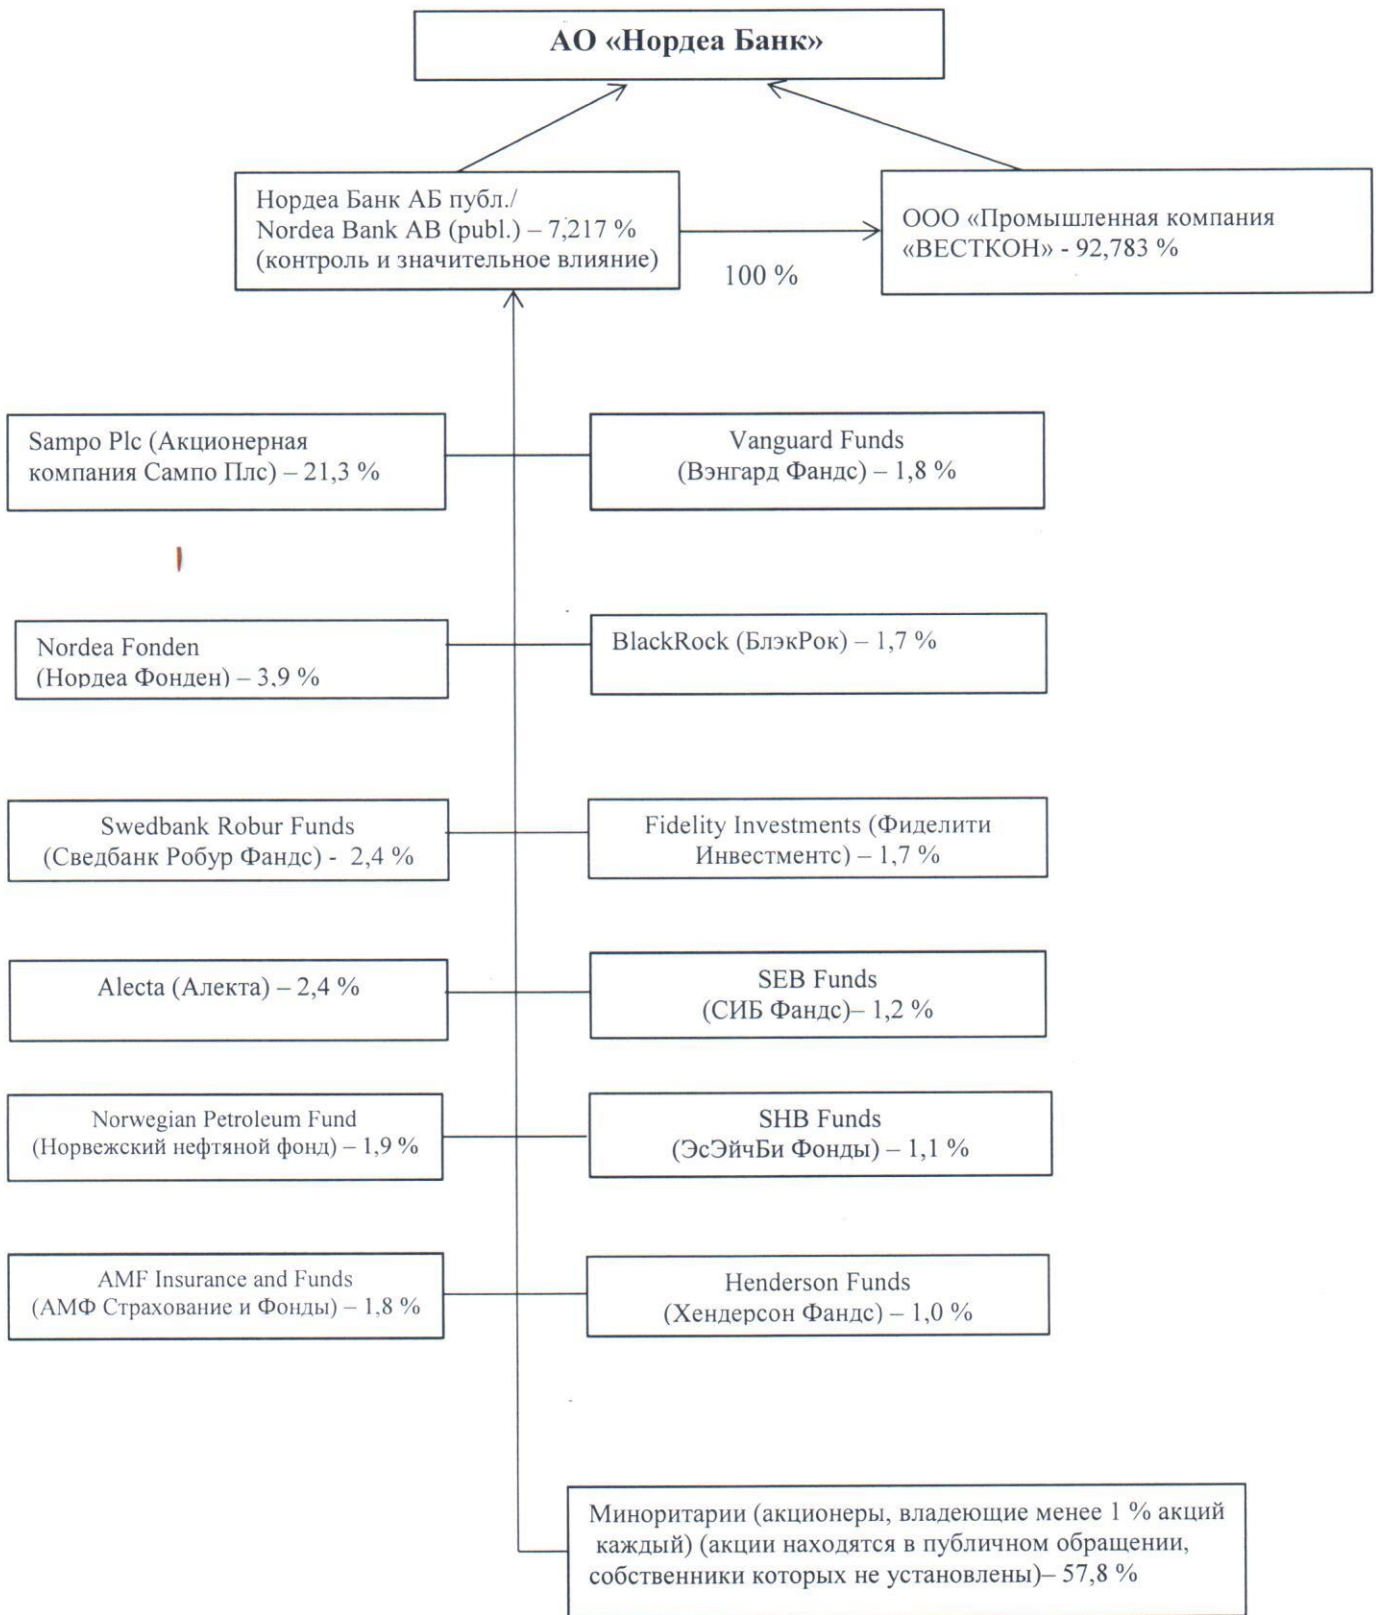 АО «Нордеа Банк»
Нордеа Банк АБ публ./
Nordea Bank AB (publ.) – 7,217 %
(контроль и значительное влияние)
100 %
ООО «Промышленная компания
«ВЕСТКОН» - 92,783 %
Sampo Plc (Акционерная
компания Сампо Плс) – 21,3 %
Vanguard Funds
(Вэнгард Фандс) – 1,8 %
Nordea Fonden
(Нордеа Фонден) – 3,9 %
BlackRock (БлэкРок) – 1,7 %
Swedbank Robur Funds
(Сведбанк Робур Фандс) - 2,4 %
Fidelity Investments (Фиделити
Инвестментс) – 1,7 %
Alecta (Алекта) – 2,4 %
SEB Funds
(СИБ Фандс)– 1,2 %
Norwegian Petroleum Fund
(Норвежский нефтяной фонд) – 1,9 %
SHB Funds
(ЭсЭйчБи Фонды) – 1,1 %
AMF Insurance and Funds
(АМФ Страхование и Фонды) – 1,8 %
Henderson Funds
(Хендерсон Фандс) – 1,0 %
Миноритарии (акционеры, владеющие менее 1 % акций
каждый) (акции находятся в публичном обращении,
собственники которых не установлены)– 57,8 %